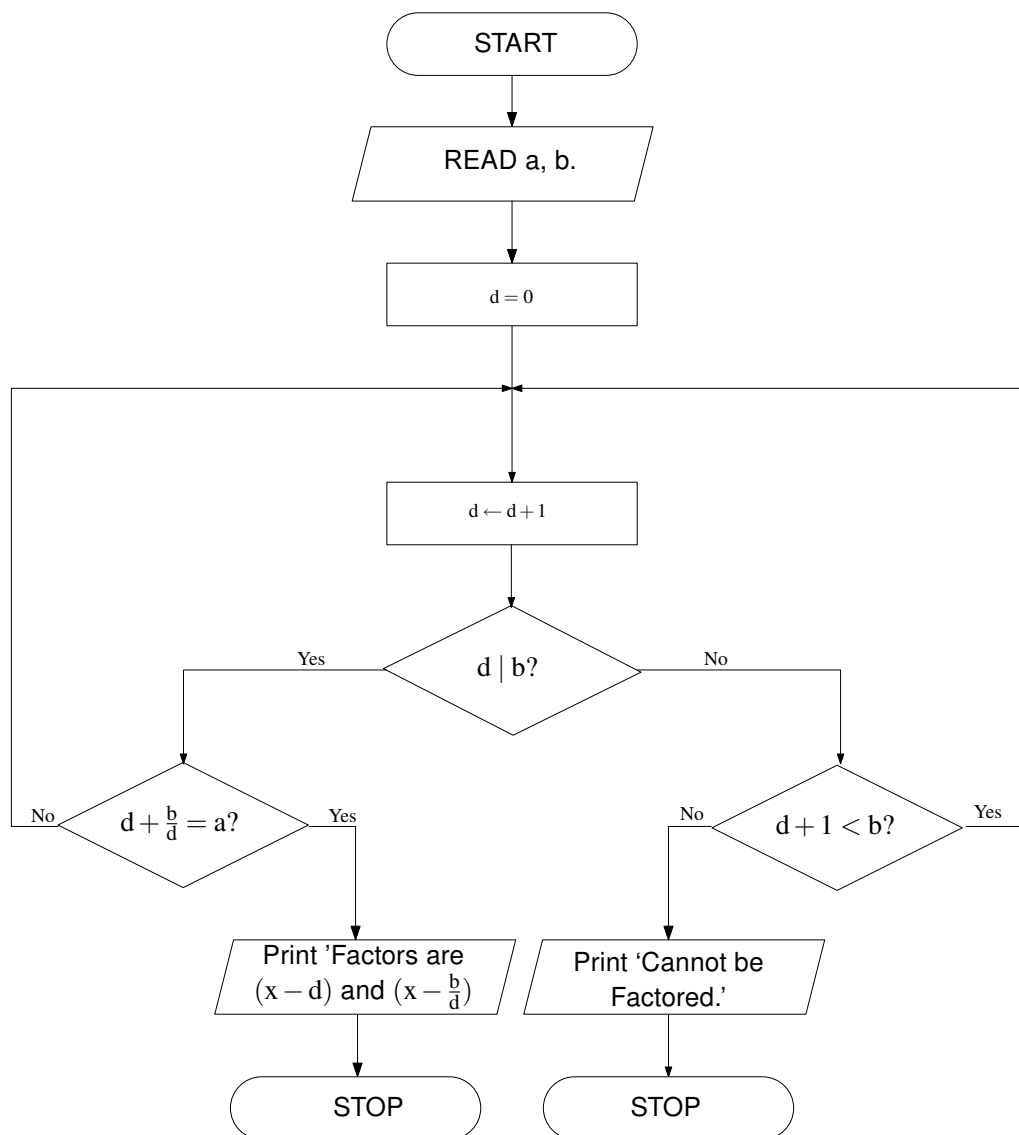 START
READ a, b.
d = 0
d ← d + 1
d | b?
Yes
No
d + b/d = a?
No
Yes
d + 1 < b?
No
Yes
Print 'Factors are
(x − d) and (x − b/d)
Print ‘Cannot be
Factored.’
STOP
STOP